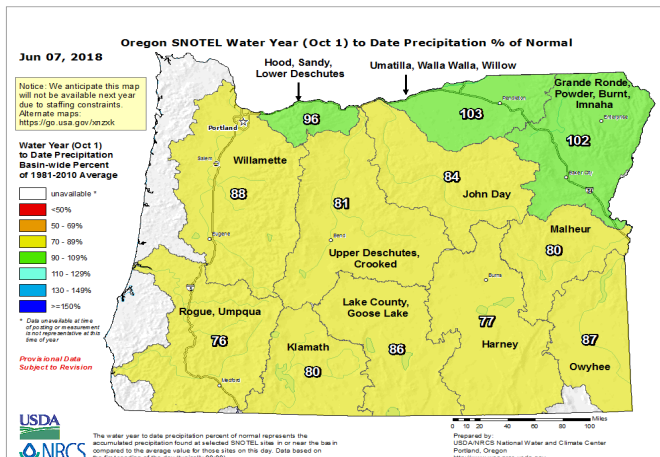 Oregon SNOTEL Water Year (Oct 1) to Date Precipitation % of Normal
Jun 07, 2018
Hood, Sandy,
Lower Deschutes
Umatilla, Walla Walla, Willow
Notice: We anticipate this map
will not be available next year
due to staffing constraints.
Alternate maps:
https://go.usa.gov/xnzxk
Grande Ronde,
Powder, Burnt,
Imnaha
Pendleton
Enterprise
Portland
96
103
102
Water Year (Oct 1)
to Date Precipitation
Basin-wide Percent
of 1981-2010 Average
Salem
Willamette
Baker City
88
81
84
John Day
unavailable *
<50%
50 - 69%
70 - 89%
90 - 109%
110 - 129%
130 - 149%
>=150%
Eugene
Bend
Malheur
80
Upper Deschutes,
Crooked
Burns
* Data unavailable at time
of posting or measurement
is not representative at this
time of year
Provisional Data
Subject to Revision
Rogue, Umpqua
76
Lake County,
Goose Lake
Klamath
80
86
77
Harney
87
Owyhee
Medford
Miles
USDA
NRCS
The water year to date precipitation percent of normal represents the
accumulated precipitation found at selected SNOTEL sites in or near the basin
compared to the average value for those sites on this day. Data based on
Prepared by:
USDA/NRCS National Water and Climate Center
Portland, Oregon